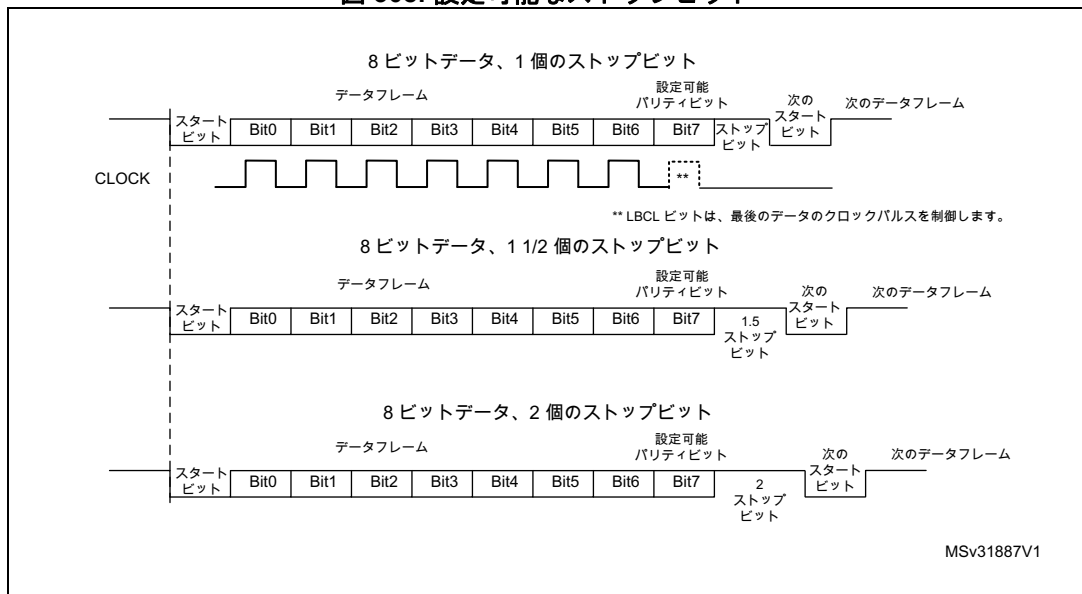 8 ビットデータ、1 個のストップビット
データフレーム
設定可能
パリティビット
次の
スタート
ビット
次のデータフレーム
スタート
ビット
Bit0 Bit1 Bit2 Bit3 Bit4 Bit5 Bit6 Bit7
ストップ
ビット
CLOCK
**
** LBCL ビットは、最後のデータのクロックパルスを制御します。
8 ビットデータ、1 1/2 個のストップビット
データフレーム
設定可能
パリティビット
次の
スタート
ビット
次のデータフレーム
スタート
ビット
Bit0 Bit1 Bit2 Bit3 Bit4 Bit5 Bit6 Bit7
1.5
ストップ
ビット
8 ビットデータ、2 個のストップビット
データフレーム
設定可能
パリティビット
次の
スタート
ビット
次のデータフレーム
スタート
ビット
Bit0 Bit1 Bit2 Bit3 Bit4 Bit5 Bit6 Bit7
2
ストップ
ビット
MSv31887V1